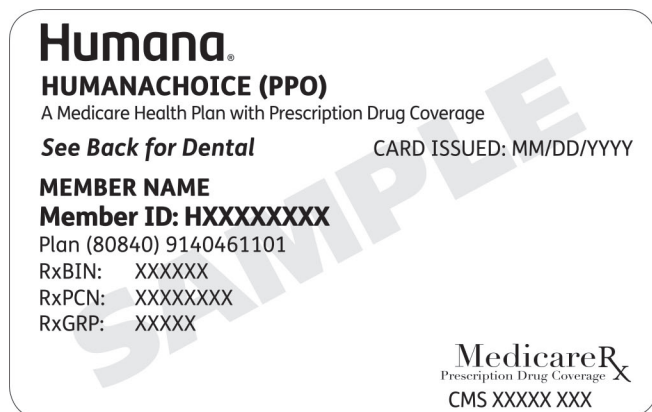 Humana®
HUMANACHOICE (PPO)
A Medicare Health Plan with Prescription Drug Coverage
See Back for Dental CARD ISSUED: MM/DD/YYYY
MEMBER NAME
Member ID: HXXXXXXXX
Plan (80840) 9140461101
RxBIN: XXXXXX
RxPCN: XXXXXXXX
RxGRP: XXXXX
SAMPLE
MedicareRx
Prescription Drug Coverage
CMS XXXXX XXX